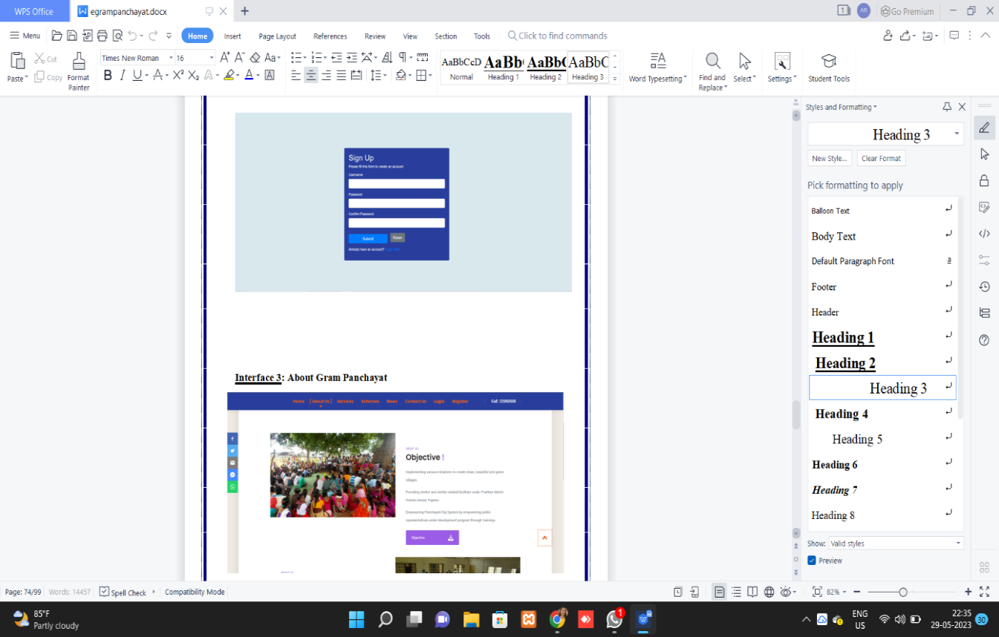 WPS Office
egrampanchayat.docx
1
AR
Go Premium
Menu
Home
Insert
Page Layout
References
Review
View
Section
Tools
Click to find commands
Paste
Cut
Copy
Format Painter
Times New Roman
16
AaBbCcD
AaBb
AaBb
AaBbC
Normal
Heading 1
Heading 2
Heading 3
Word Typesetting
Find and Replace
Select
Settings
Student Tools
Sign Up
Please fill this form to create an account.
Username
Password
Confirm Password
Submit
Reset
Already have an account?
Interface 3: About Gram Panchayat
Home
[ About Us ]
Services
Schemes
News
Contact Us
Login
Register
Call: 22060566
ABOUT US
Objective !
Implementing various initiatives to create clean, beautiful and green
villages.
Providing shelter and shelter related facilities under Pradhan Mantri
Gramin Awaas Yojana-
Empowering Panchayati Raj System by empowering public
representatives under development program through training-
Objective
ABOUT US
Styles and Formatting
Heading 3
New Style...
Clear Format
Pick formatting to apply
Balloon Text
Body Text
Default Paragraph Font
a
Footer
Header
Heading 1
Heading 2
Heading 3
Heading 4
Heading 5
Heading 6
Heading 7
Heading 8
Show: Valid styles
Preview
Page: 74/99
Words: 14457
Spell Check
Compatibility Mode
82%
85°F
Partly cloudy
1
ENG
US
22:35
29-05-2023
30